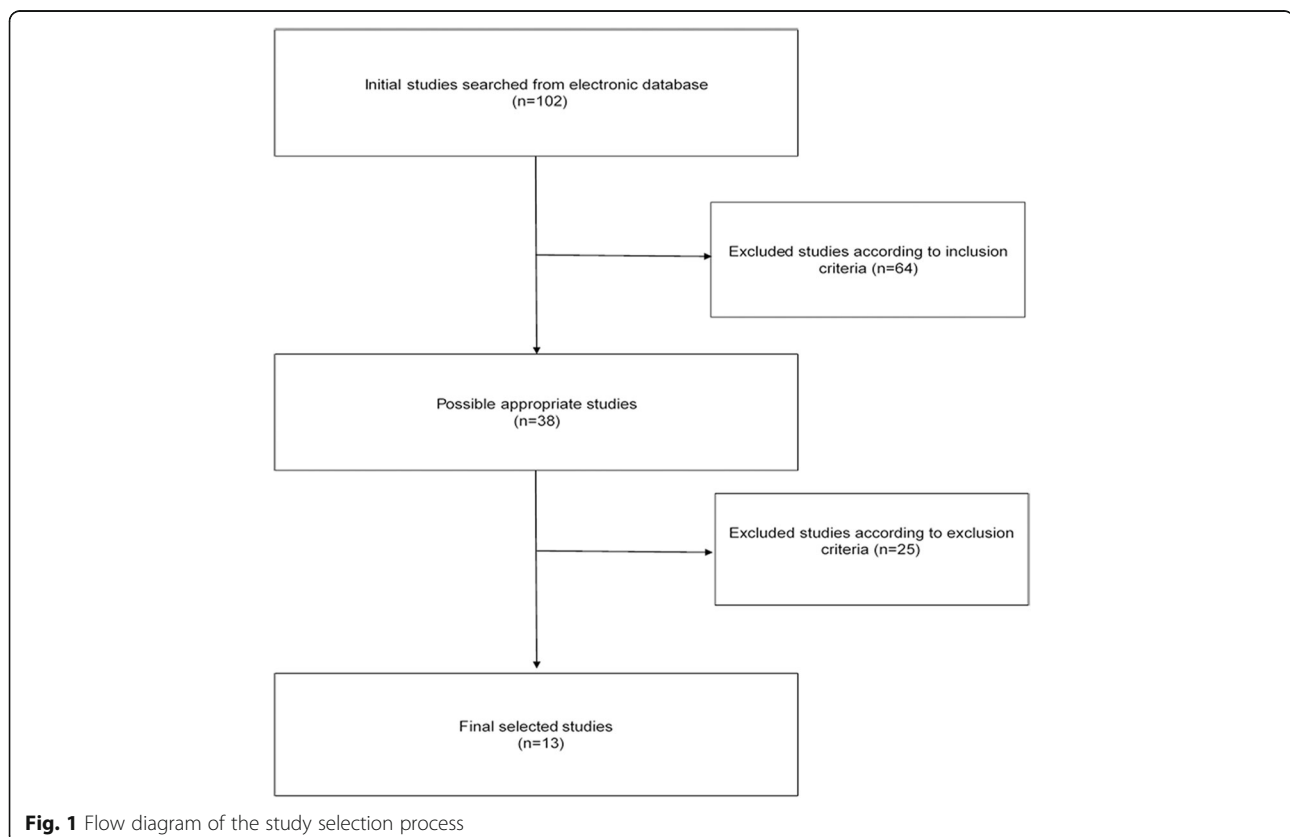 Initial studies searched from electronic database
(n=102)
Excluded studies according to inclusion
criteria (n=64)
Possible appropriate studies
(n=38)
Excluded studies according to exclusion
criteria (n=25)
Final selected studies
(n=13)
Fig. 1 Flow diagram of the study selection process